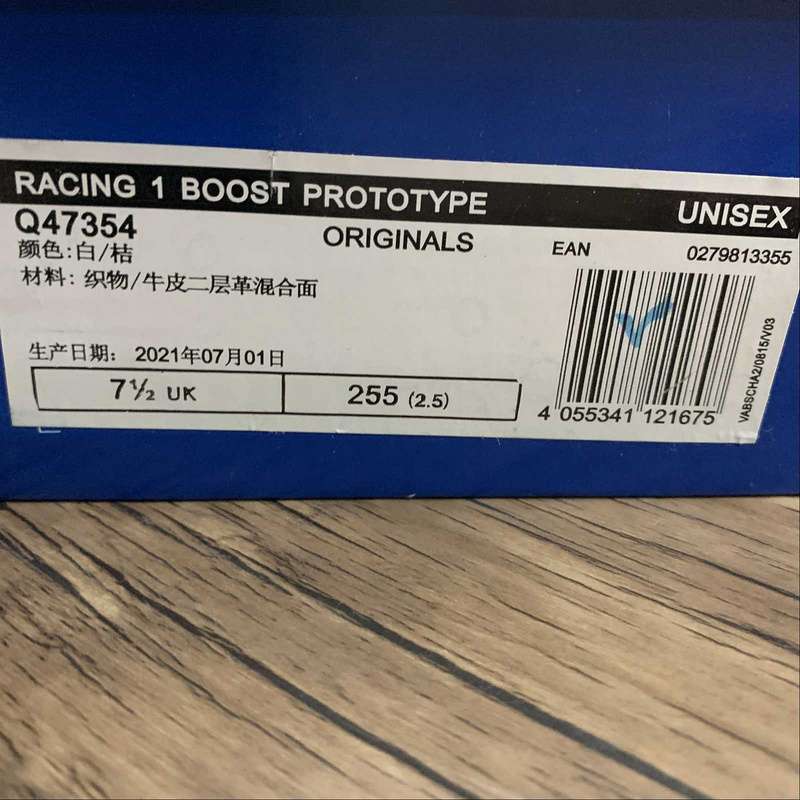 RACING 1 BOOST PROTOTYPE
UNISEX
Q47354
ORIGINALS
EAN
0279813355
颜色:白/桔
材料: 织物/牛皮二层革混合面
生产日期: 2021年07月01日
7½ UK
255 (2.5)
4 055341 121675
VABSCHA2/0815/V03